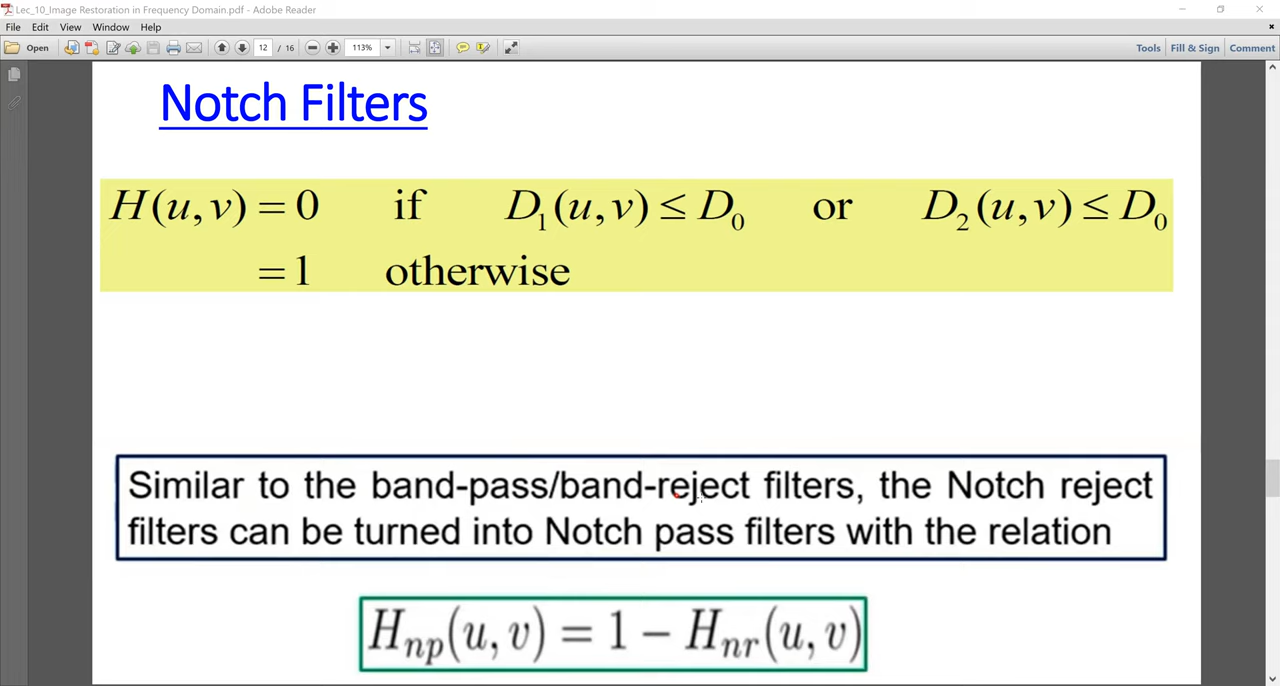 Lec_10_Image Restoration in Frequency Domain.pdf - Adobe Reader
File Edit View Window Help
Open 12 / 16 113% Tools Fill & Sign Comment
Notch Filters
H(u,v) = 0 if D₁(u,v) ≤ D₀ or D₂(u,v) ≤ D₀
= 1 otherwise
Similar to the band-pass/band-reject filters, the Notch reject
filters can be turned into Notch pass filters with the relation
Hₙₚ(u, v) = 1 − Hₙᵣ(u, v)